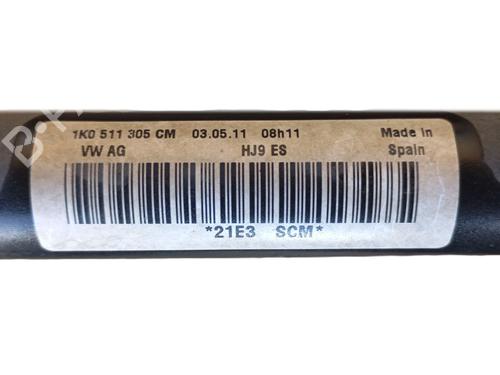 1K0 511 305 CM 03.05.11 08h11 Made in
VW AG HJ9 ES Spain
*21E3 SCM*